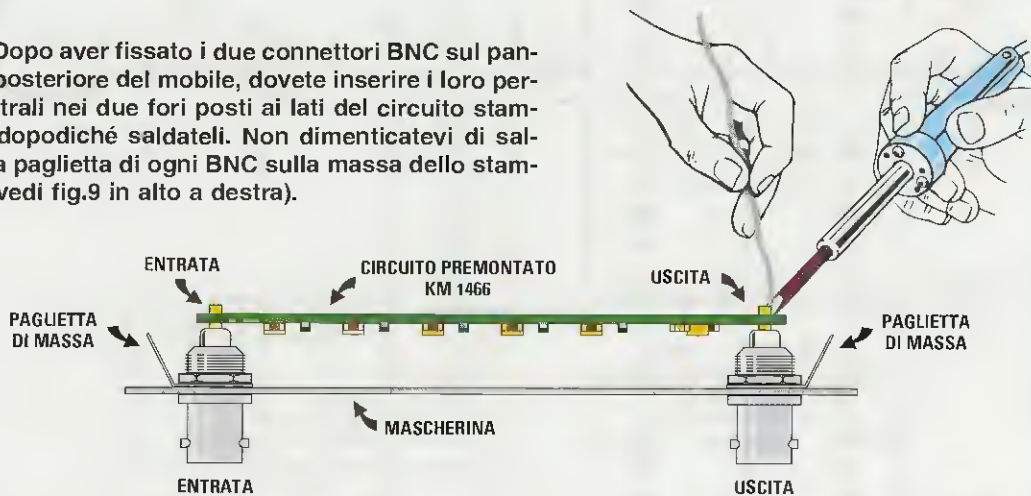 Dopo aver fissato i due connettori BNC sul pan-
posteriore del mobile, dovete inserire i loro per-
trali nei due fori posti ai lati del circuito stam-
dopodiché saldateli. Non dimenticatevi di sal-
a paglietta di ogni BNC sulla massa dello stam-
vedi fig.9 in alto a destra).
ENTRATA
CIRCUITO PREMONTATO
KM 1466
USCITA
PAGLIETTA
DI MASSA
PAGLIETTA
DI MASSA
MASCHERINA
ENTRATA
USCITA